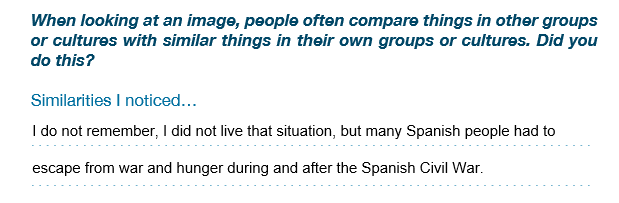 When looking at an image, people often compare things in other groups
or cultures with similar things in their own groups or cultures. Did you
do this?
Similarities I noticed…
I do not remember, I did not live that situation, but many Spanish people had to
escape from war and hunger during and after the Spanish Civil War.